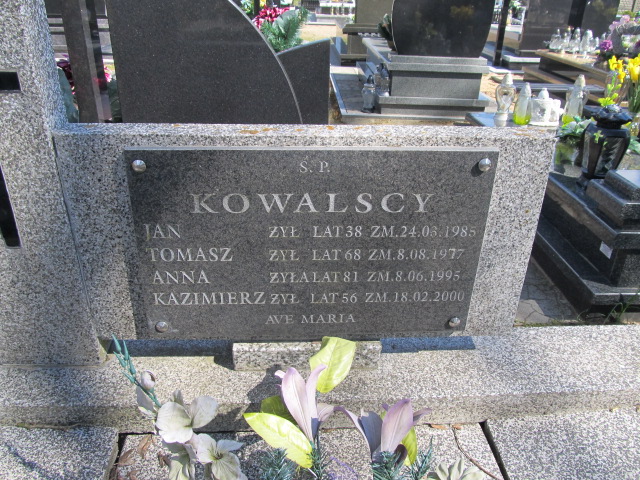 S. P.
KOWALSCY
JAN ŻYŁ LAT 38 ZM. 24.03.1985
TOMASZ ŻYŁ LAT 68 ZM. 8.08.1977
ANNA ŻYŁA LAT 81 ZM. 8.06.1995
KAZIMIERZ ŻYŁ LAT 56 ZM. 18.02.2000
AVE MARIA